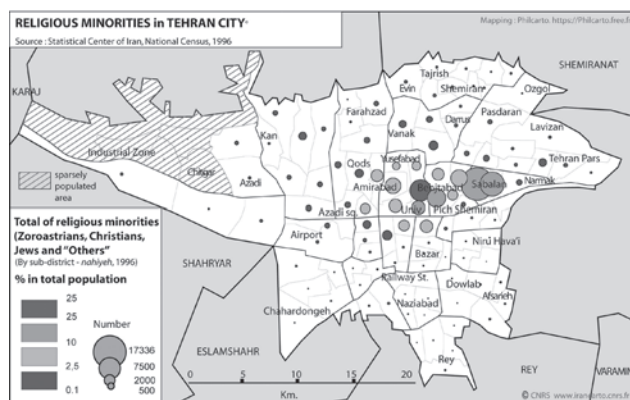 RELIGIOUS MINORITIES in TEHRAN CITY
Source : Statistical Center of Iran, National Census, 1996
Mapping : Philcarto. https://Philcarto.free.fr
SHEMIRANAT
KARAJ
Tajrish
Evin
Shemiran
Ozgol
Farahzad
Pasdaran
Kan
Vanak
Darrus
Lavizan
Industrial Zone
Yusefabad
Tehran Pars
Chitgar
Qods
Amirabad
Behjatabad
Sabalan
Narmak
Azadi
sparsely
populated
area
Azadi sq.
Univ.
Pich Shemiran
Airport
Niru Hava'i
Bazar
Total of religious minorities
(Zoroastrians, Christians,
Jews and "Others"
(By sub-district - nahiyeh, 1996)
SHAHRYAR
Railway St.
Dowlab
Afsarieh
% in total population
Naziabad
Chahardongeh
25
25
10
2,5
0.1
Number
17336
7500
2000
500
ESLAMSHAHR
Rey
REY
VARAMIN
0 5 10 15 20
Km.
© CNRS www.irancarto.cnrs.fr